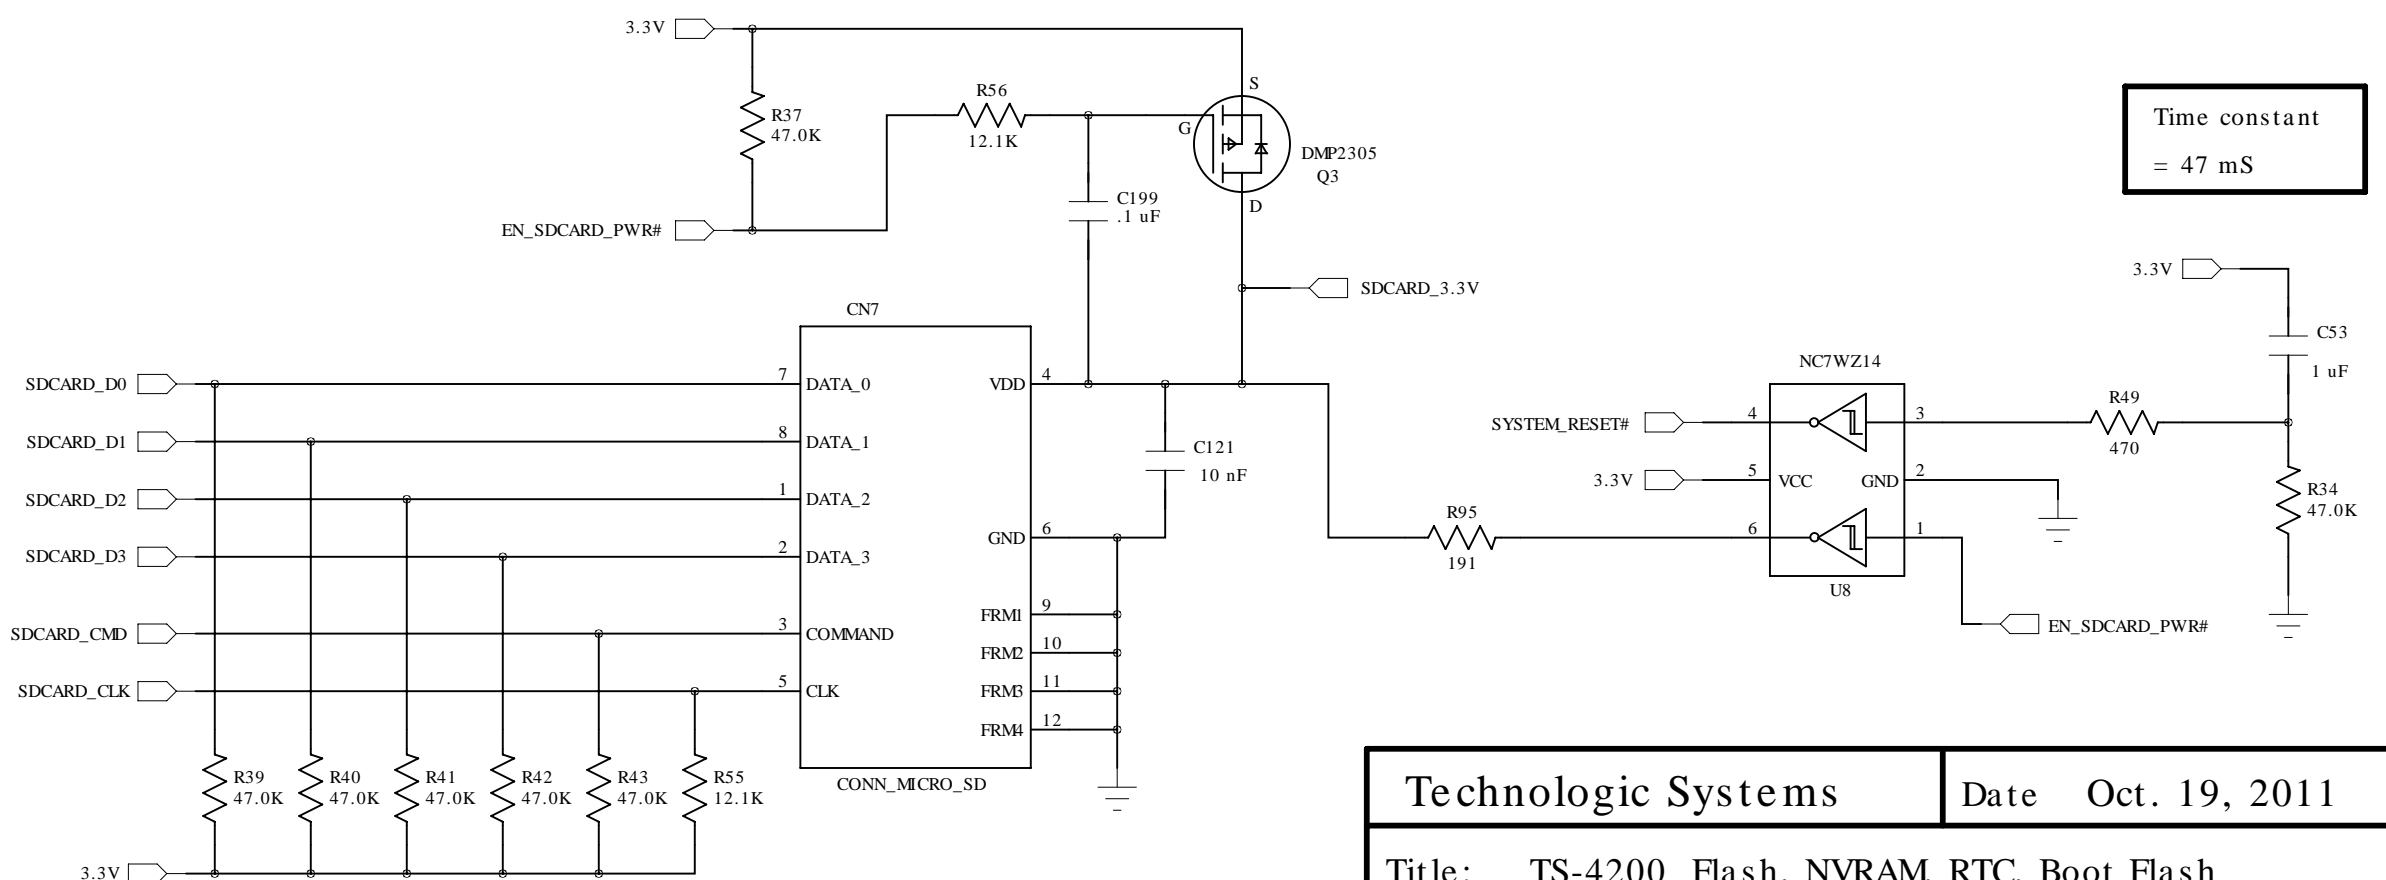 3.3V
S
R56
R37
47.0K
G
12.1K
DMP2305
Q3
Time constant
= 47 mS
C199
.1 uF
D
EN_SDCARD_PWR#
3.3V
SDCARD_3.3V
CN7
C53
1 uF
NC7WZ14
SDCARD_D0
7
DATA_0
VDD
4
R49
470
SYSTEM_RESET#
4
3
SDCARD_D1
8
DATA_1
C121
10 nF
3.3V
5
VCC
GND
2
R34
47.0K
SDCARD_D2
1
DATA_2
R95
191
GND
6
6
1
SDCARD_D3
2
DATA_3
U8
FRM1
9
EN_SDCARD_PWR#
SDCARD_CMD
3
COMMAND
FRM2
10
SDCARD_CLK
5
CLK
FRM3
11
FRM4
12
R39
47.0K
R40
47.0K
R41
47.0K
R42
47.0K
R43
47.0K
R55
12.1K
CONN_MICRO_SD
3.3V
Technologic Systems
Date Oct. 19, 2011
Title: TS-4200 Flash, NVRAM, RTC, Boot Flash